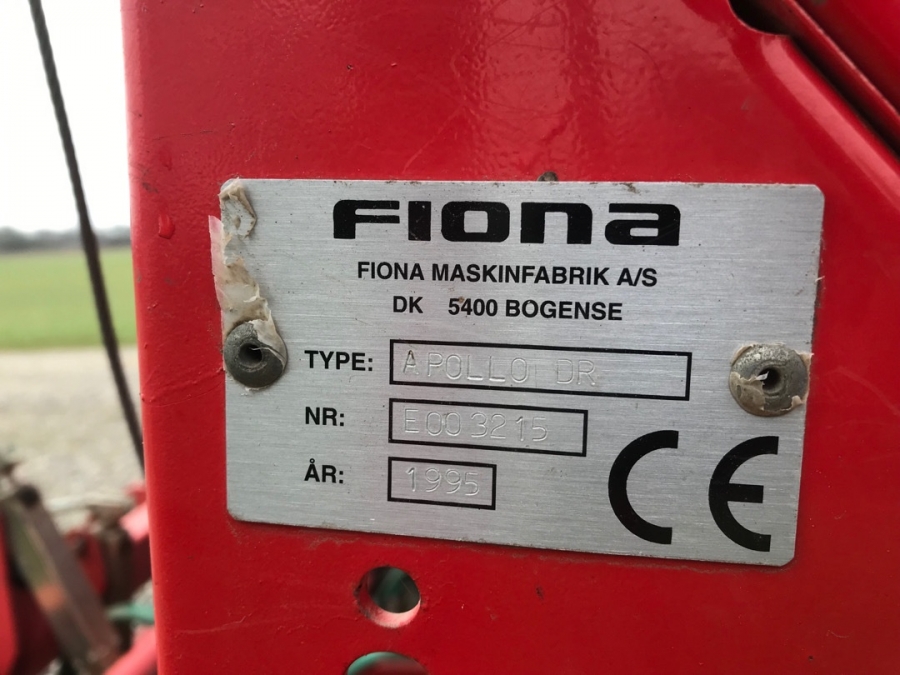 FIONA
FIONA MASKINFABRIK A/S
DK 5400 BOGENSE
TYPE: APOLLO DR
NR: E003215
ÅR: 1995
CE